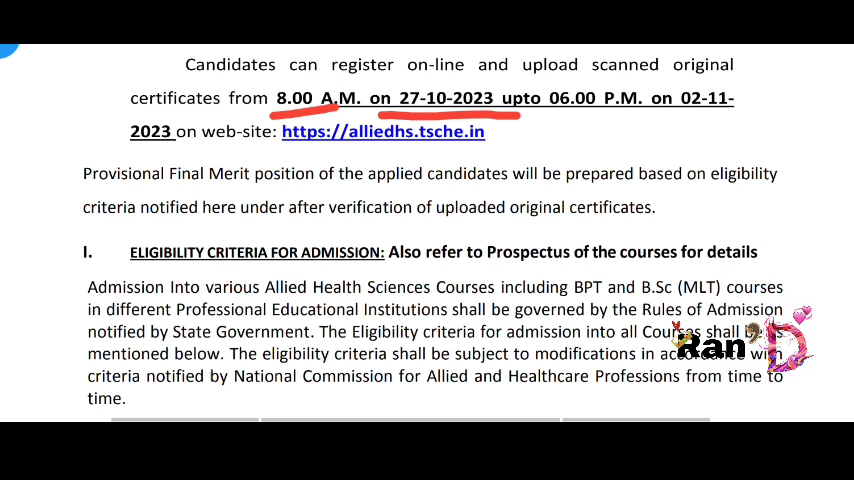 Candidates can register on-line and upload scanned original
certificates from 8.00 A.M. on 27-10-2023 upto 06.00 P.M. on 02-11-
2023 on web-site: https://alliedhs.tsche.in
Provisional Final Merit position of the applied candidates will be prepared based on eligibility
criteria notified here under after verification of uploaded original certificates.
I. ELIGIBILITY CRITERIA FOR ADMISSION: Also refer to Prospectus of the courses for details
Admission Into various Allied Health Sciences Courses including BPT and B.Sc (MLT) courses
in different Professional Educational Institutions shall be governed by the Rules of Admission
notified by State Government. The Eligibility criteria for admission into all Courses shall be as
mentioned below. The eligibility criteria shall be subject to modifications in accordance with
Ran D
criteria notified by National Commission for Allied and Healthcare Professions from time to
time.